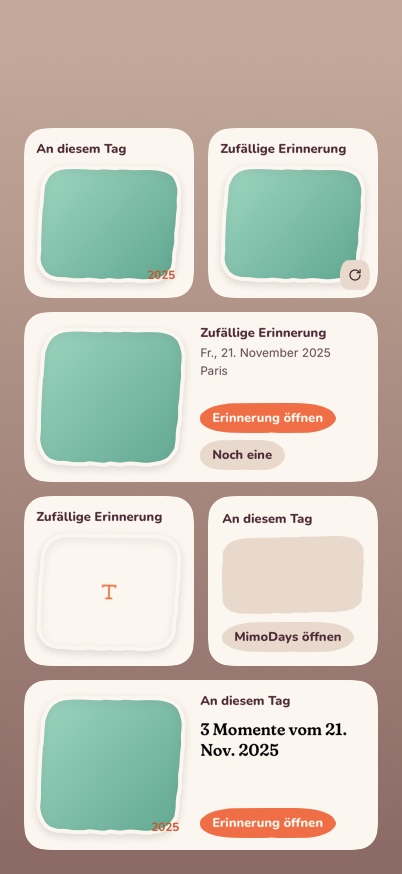 An diesem Tag
2025
Zufällige Erinnerung
Zufällige Erinnerung
Fr., 21. November 2025
Paris
Erinnerung öffnen
Noch eine
Zufällige Erinnerung
T
An diesem Tag
MimoDays öffnen
2025
An diesem Tag
3 Momente vom 21.
Nov. 2025
Erinnerung öffnen